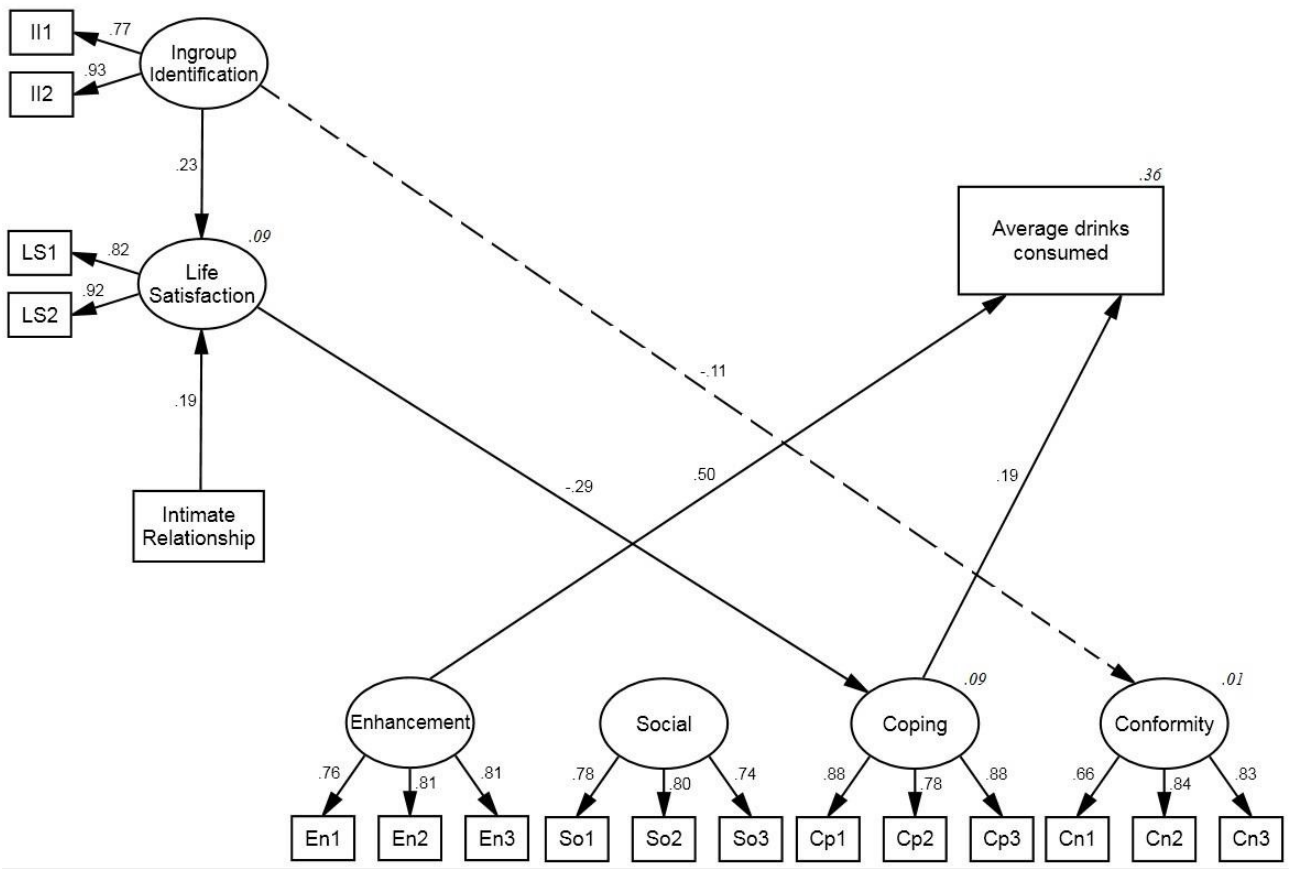 II1
.77
Ingroup
Identification
II2
.93
.23
.36
Average drinks
consumed
LS1
.82
.09
Life
Satisfaction
LS2
.92
-.11
.19
.50
.19
-.29
Intimate
Relationship
.09
.01
Enhancement
Social
Coping
Conformity
.76
.81
.81
.78
.80
.74
.88
.78
.88
.66
.84
.83
En1
En2
En3
So1
So2
So3
Cp1
Cp2
Cp3
Cn1
Cn2
Cn3